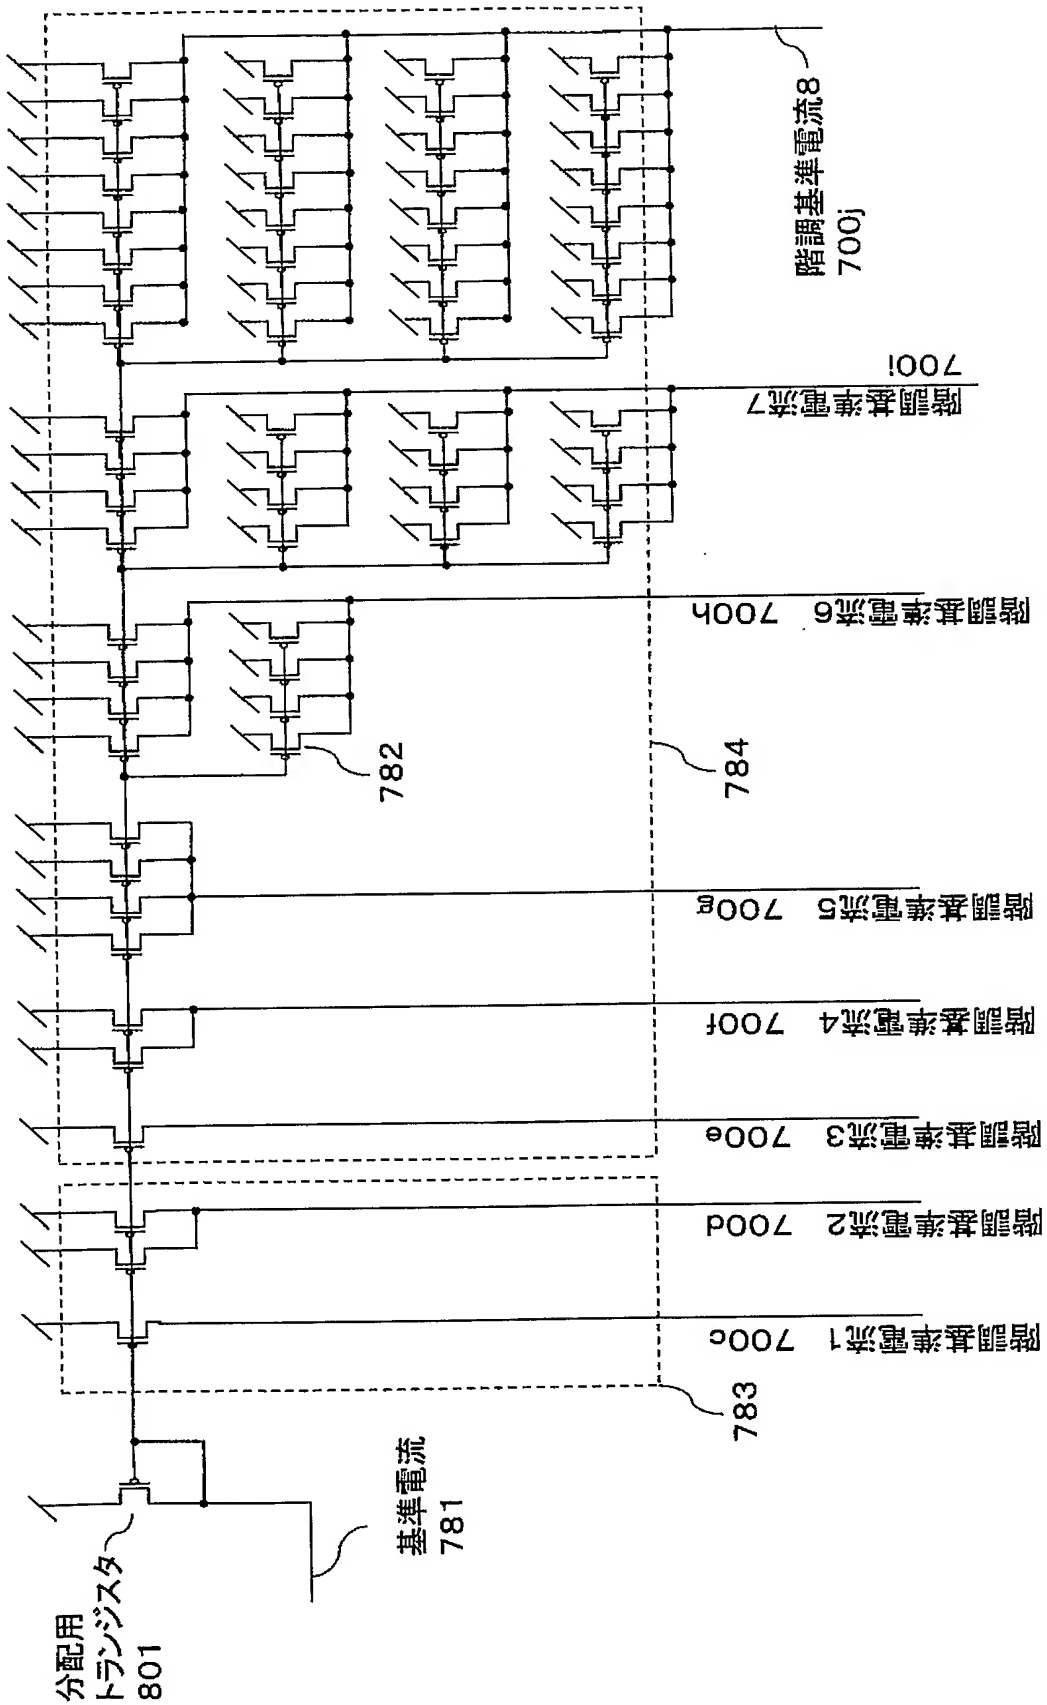 分配用
トランジスタ
801
基準電流
781
783
階調基準電流1 700c
階調基準電流2 700d
階調基準電流3 700e
階調基準電流4 700f
階調基準電流5 700g
784
782
階調基準電流6 700h
階調基準電流7
700i
階調基準電流8
700j